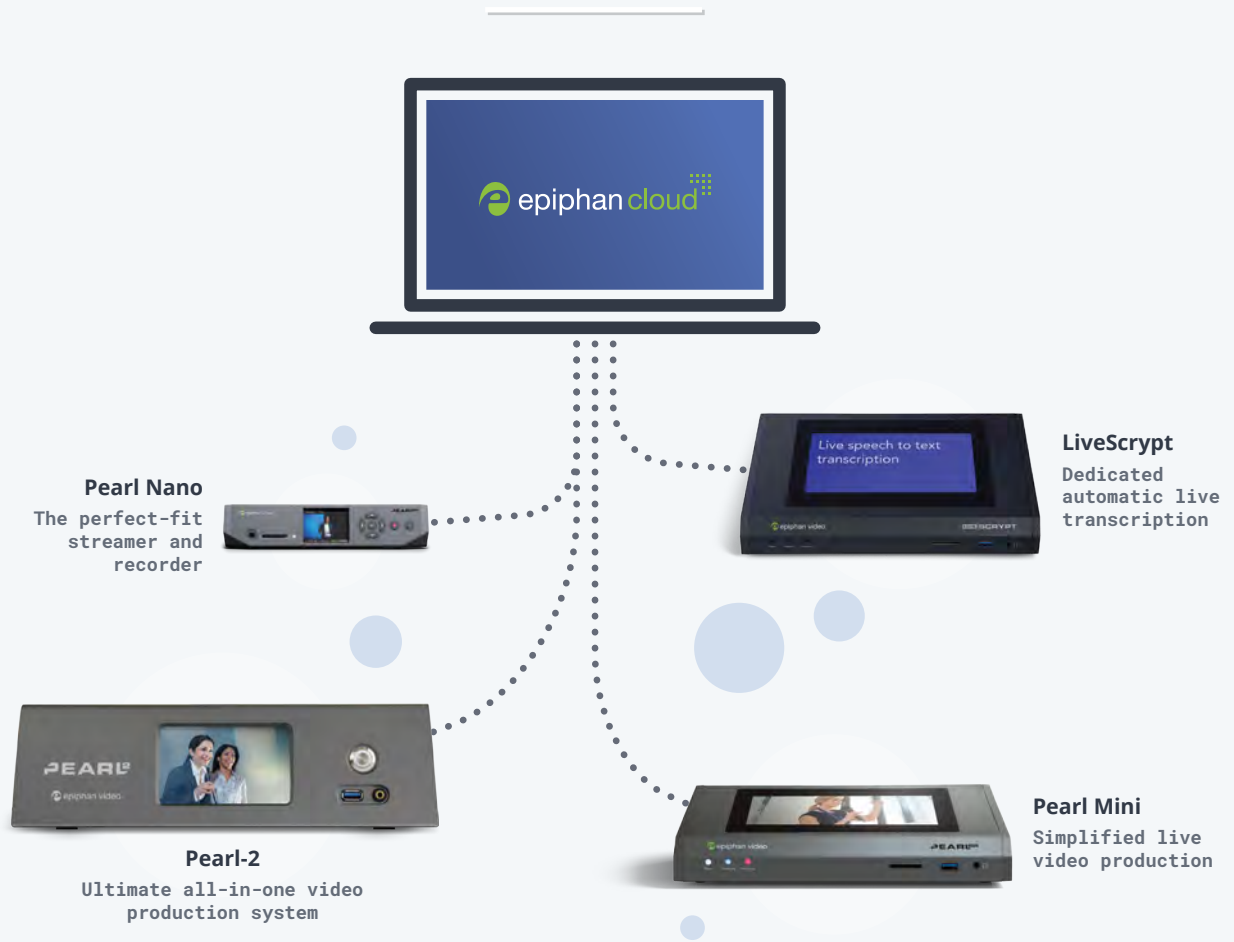 epiphan cloud
Live speech to text
transcription
epiphan video
LiveScrypt
Dedicated
automatic live
transcription
Pearl Nano
The perfect-fit
streamer and
recorder
PEARL
epiphan video
Pearl-2
Ultimate all-in-one video
production system
epiphan video
PEARL
Pearl Mini
Simplified live
video production